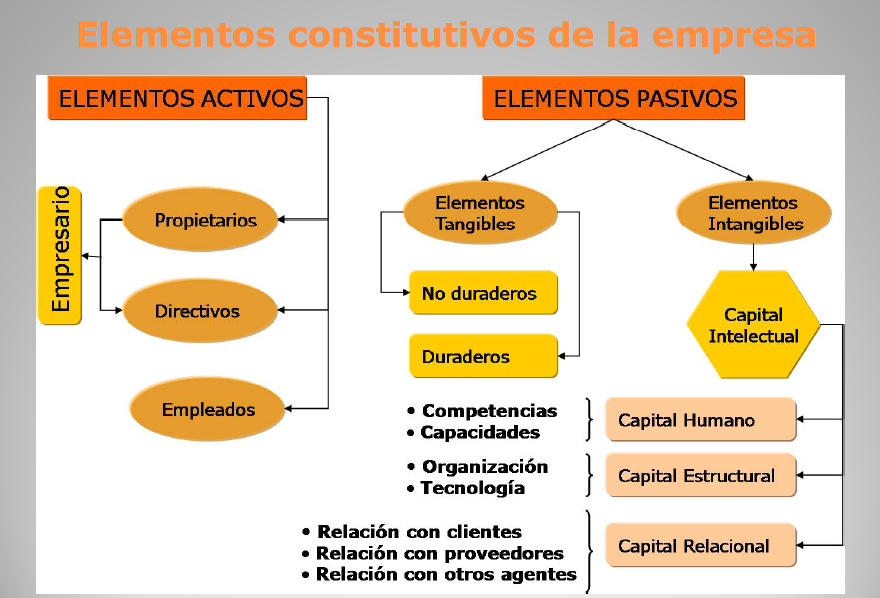 Elementos constitutivos de la empresa
ELEMENTOS ACTIVOS
Empresario
Propietarios
Directivos
Empleados
ELEMENTOS PASIVOS
Elementos
Tangibles
No duraderos
Duraderos
Elementos
Intangibles
Capital
Intelectual
• Competencias
• Capacidades
Capital Humano
• Organización
• Tecnología
Capital Estructural
• Relación con clientes
• Relación con proveedores
• Relación con otros agentes
Capital Relacional